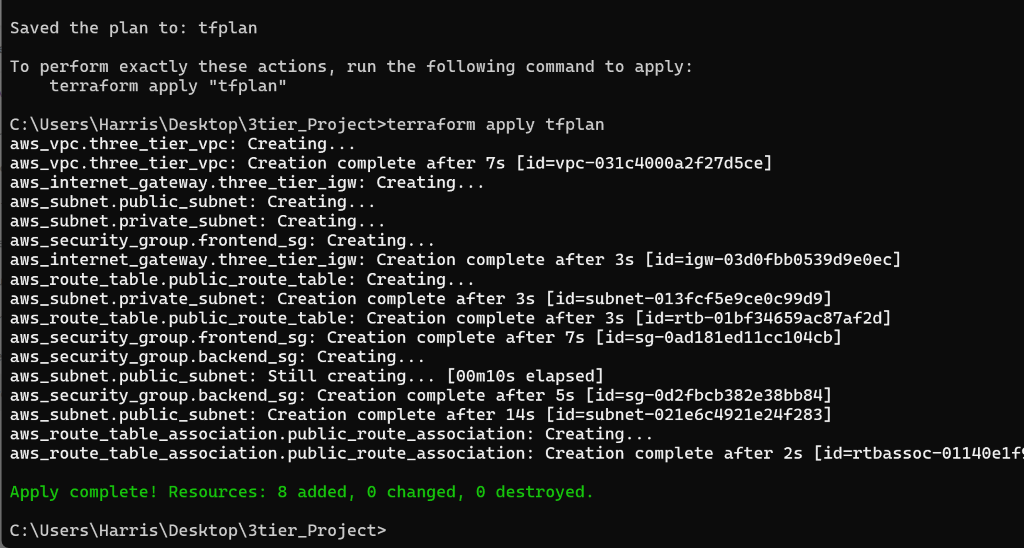 Saved the plan to: tfplan
To perform exactly these actions, run the following command to apply:
terraform apply "tfplan"
C:\Users\Harris\Desktop\3tier_Project>terraform apply tfplan
aws_vpc.three_tier_vpc: Creating...
aws_vpc.three_tier_vpc: Creation complete after 7s [id=vpc-031c4000a2f27d5ce]
aws_internet_gateway.three_tier_igw: Creating...
aws_subnet.public_subnet: Creating...
aws_subnet.private_subnet: Creating...
aws_security_group.frontend_sg: Creating...
aws_internet_gateway.three_tier_igw: Creation complete after 3s [id=igw-03d0fbb0539d9e0ec]
aws_route_table.public_route_table: Creating...
aws_subnet.private_subnet: Creation complete after 3s [id=subnet-013fcf5e9ce0c99d9]
aws_route_table.public_route_table: Creation complete after 3s [id=rtb-01bf34659ac87af2d]
aws_security_group.frontend_sg: Creation complete after 7s [id=sg-0ad181ed11cc104cb]
aws_security_group.backend_sg: Creating...
aws_subnet.public_subnet: Still creating... [00m10s elapsed]
aws_security_group.backend_sg: Creation complete after 5s [id=sg-0d2fbcb382e38bb84]
aws_subnet.public_subnet: Creation complete after 14s [id=subnet-021e6c4921e24f283]
aws_route_table_association.public_route_association: Creating...
aws_route_table_association.public_route_association: Creation complete after 2s [id=rtbassoc-01140e1f9
Apply complete! Resources: 8 added, 0 changed, 0 destroyed.
C:\Users\Harris\Desktop\3tier_Project>